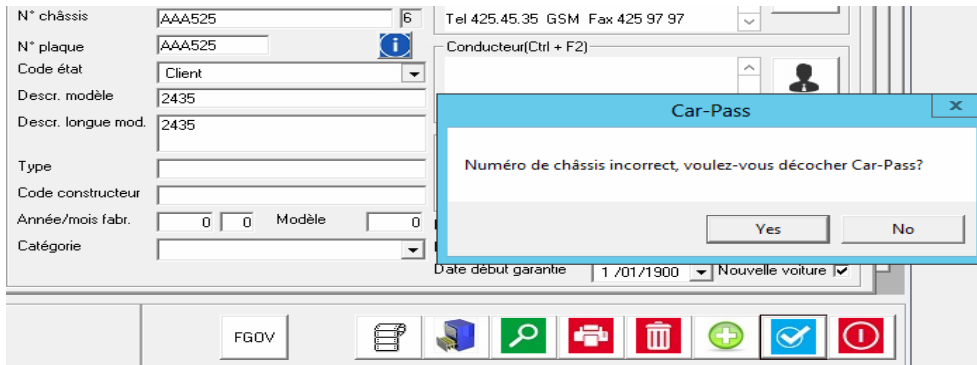 N° châssis AAA525 6
N° plaque AAA525
Code état Client
Descr. modèle 2435
Descr. longue mod. 2435
Type
Code constructeur
Année/mois fabr. 0 0 Modèle 0
Catégorie
Tel 425.45.35 GSM Fax 425 97 97
Conducteur(Ctrl + F2)
Car-Pass x
Numéro de châssis incorrect, voulez-vous décocher Car-Pass?
Yes No
Date début garantie 1 /01/1900 Nouvelle voiture
FGOV